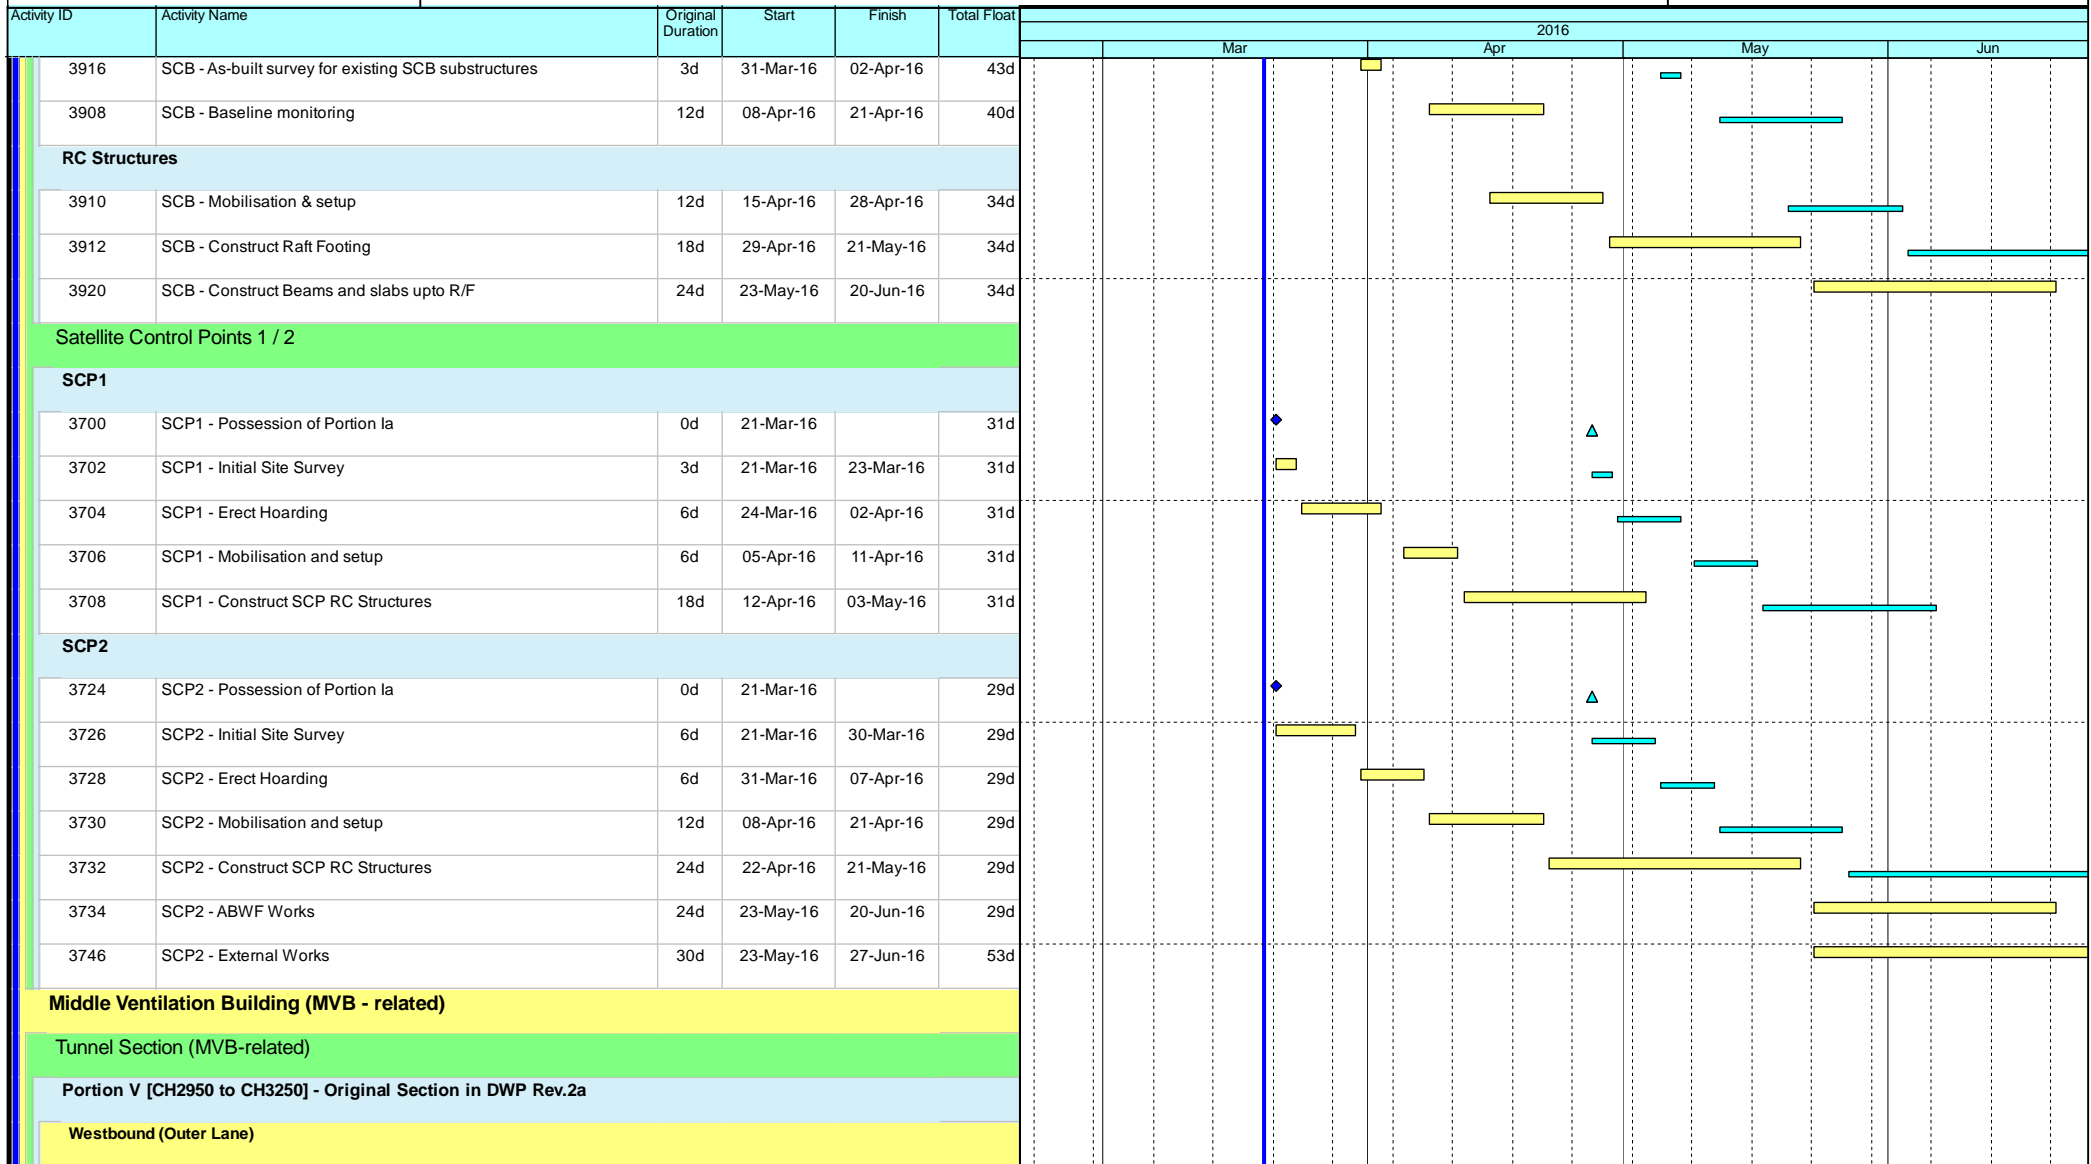 Activity ID Activity Name Original Duration Start Finish Total Float
2016
Mar Apr May Jun
3916 SCB - As-built survey for existing SCB substructures 3d 31-Mar-16 02-Apr-16 43d
3908 SCB - Baseline monitoring 12d 08-Apr-16 21-Apr-16 40d
RC Structures
3910 SCB - Mobilisation & setup 12d 15-Apr-16 28-Apr-16 34d
3912 SCB - Construct Raft Footing 18d 29-Apr-16 21-May-16 34d
3920 SCB - Construct Beams and slabs upto R/F 24d 23-May-16 20-Jun-16 34d
Satellite Control Points 1 / 2
SCP1
3700 SCP1 - Possession of Portion Ia 0d 21-Mar-16 31d
3702 SCP1 - Initial Site Survey 3d 21-Mar-16 23-Mar-16 31d
3704 SCP1 - Erect Hoarding 6d 24-Mar-16 02-Apr-16 31d
3706 SCP1 - Mobilisation and setup 6d 05-Apr-16 11-Apr-16 31d
3708 SCP1 - Construct SCP RC Structures 18d 12-Apr-16 03-May-16 31d
SCP2
3724 SCP2 - Possession of Portion Ia 0d 21-Mar-16 29d
3726 SCP2 - Initial Site Survey 6d 21-Mar-16 30-Mar-16 29d
3728 SCP2 - Erect Hoarding 6d 31-Mar-16 07-Apr-16 29d
3730 SCP2 - Mobilisation and setup 12d 08-Apr-16 21-Apr-16 29d
3732 SCP2 - Construct SCP RC Structures 24d 22-Apr-16 21-May-16 29d
3734 SCP2 - ABWF Works 24d 23-May-16 20-Jun-16 29d
3746 SCP2 - External Works 30d 23-May-16 27-Jun-16 53d
Middle Ventilation Building (MVB - related)
Tunnel Section (MVB-related)
Portion V [CH2950 to CH3250] - Original Section in DWP Rev.2a
Westbound (Outer Lane)